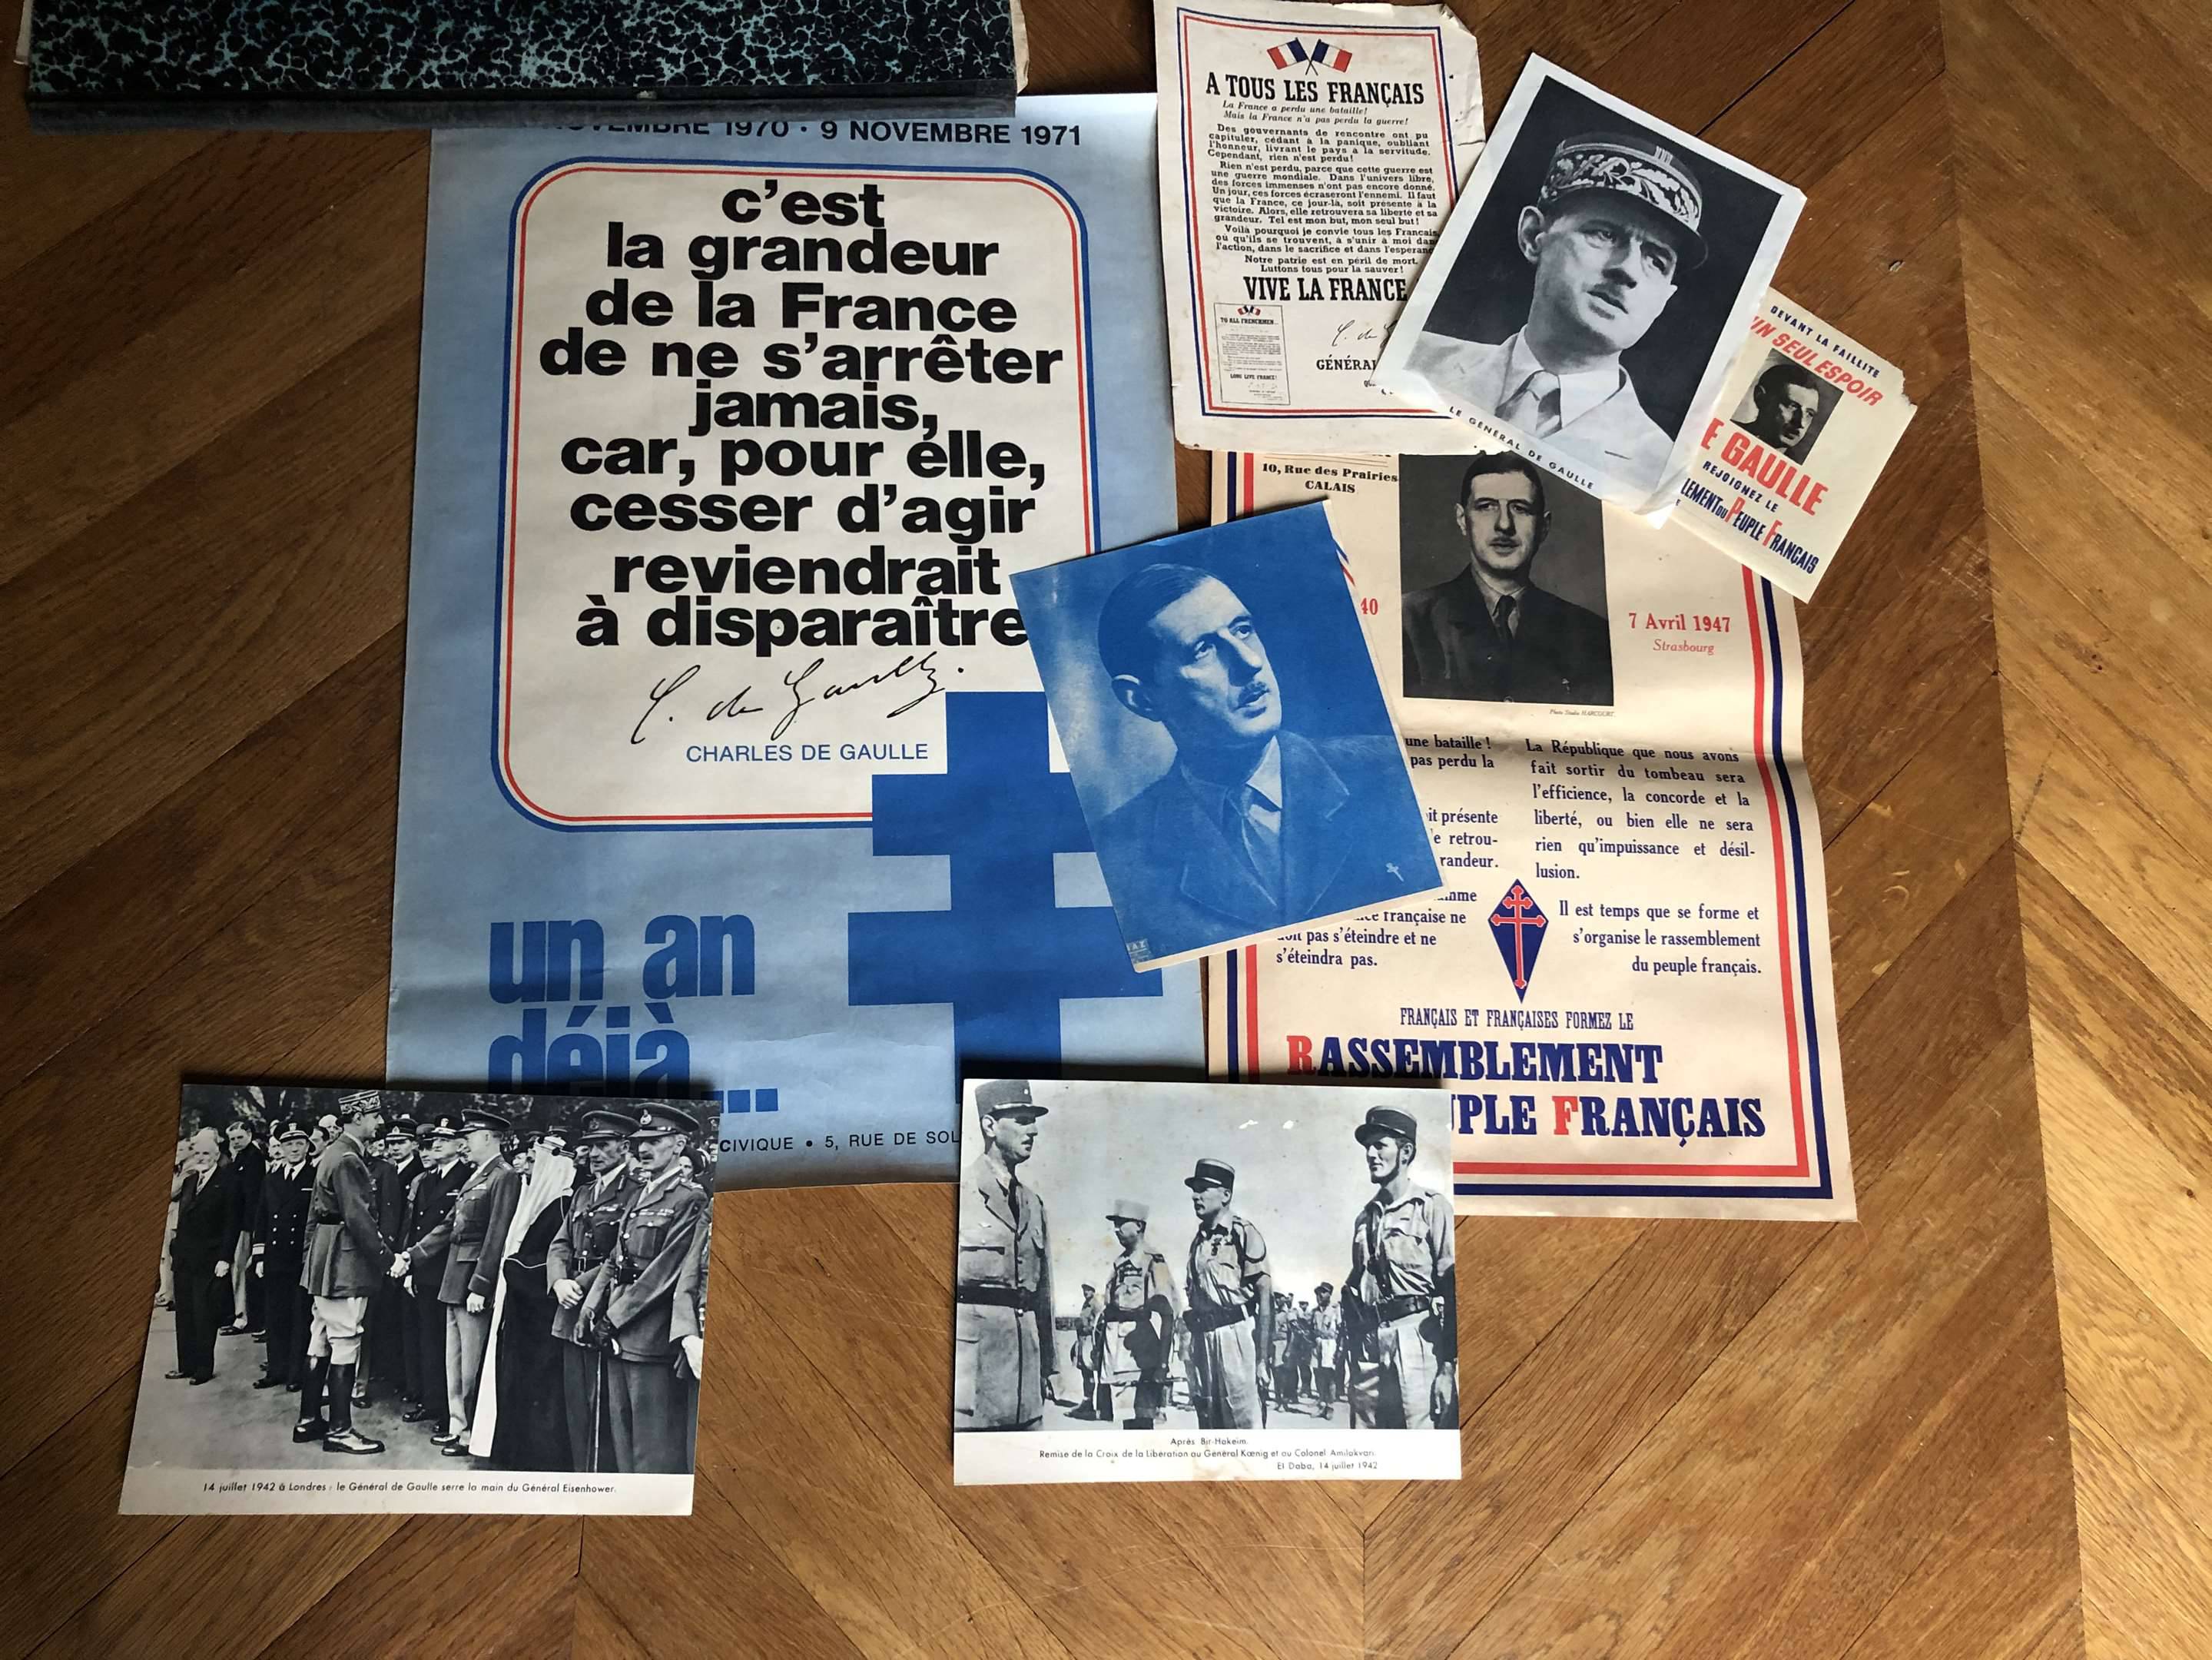 NOVEMBRE 1970 • 9 NOVEMBRE 1971
c'est
la grandeur
de la France
de ne s'arrêter
jamais,
car, pour elle,
cesser d'agir
reviendrait
à disparaître
C. de Gaulle.
CHARLES DE GAULLE
un an
déjà...
CIVIQUE • 5, RUE DE SOL
A TOUS LES FRANÇAIS
La France a perdu une bataille!
Mais la France n'a pas perdu la guerre!
Des gouvernants de rencontre ont pu
capituler, cédant à la panique, oubliant
l'honneur, livrant le pays à la servitude.
Cependant, rien n'est perdu!
Rien n'est perdu, parce que cette guerre est
une guerre mondiale. Dans l'univers libre,
des forces immenses n'ont pas encore donné.
Un jour, ces forces écraseront l'ennemi. Il faut
que la France, ce jour-là, soit présente à la
victoire. Alors, elle retrouvera sa liberté et sa
grandeur. Tel est mon but, mon seul but!
Voilà pourquoi je convie tous les Français,
où qu'ils se trouvent, à s'unir à moi dans
l'action, dans le sacrifice et dans l'espérance
Notre patrie est en péril de mort.
Luttons tous pour la sauver!
VIVE LA FRANCE
TO ALL FRENCHMEN
LONG LIVE FRANCE!
C. de
GÉNÉRAL
LE GÉNÉRAL DE GAULLE
DEVANT LA FAILLITE
UN SEUL ESPOIR
E GAULLE
REJOIGNEZ LE
LEMENT DU PEUPLE FRANÇAIS
10, Rue des Prairies
CALAIS
40
7 Avril 1947
Strasbourg
Photo Studio HARCOURT
une bataille!
pas perdu la
it présente
e retrou-
randeur.
mme
ce française ne
doit pas s'éteindre et ne
s'éteindra pas.
La République que nous avons
fait sortir du tombeau sera
l'efficience, la concorde et la
liberté, ou bien elle ne sera
rien qu'impuissance et désil-
lusion.
Il est temps que se forme et
s'organise le rassemblement
du peuple français.
FRANÇAIS ET FRANÇAISES FORMEZ LE
RASSEMBLEMENT
UPLE FRANÇAIS
14 juillet 1942 à Londres : le Général de Gaulle serre la main du Général Eisenhower.
Après Bir-Hakeim.
Remise de la Croix de la Libération au Général Kœnig et au Colonel Amilakvari.
El Daba, 14 juillet 1942